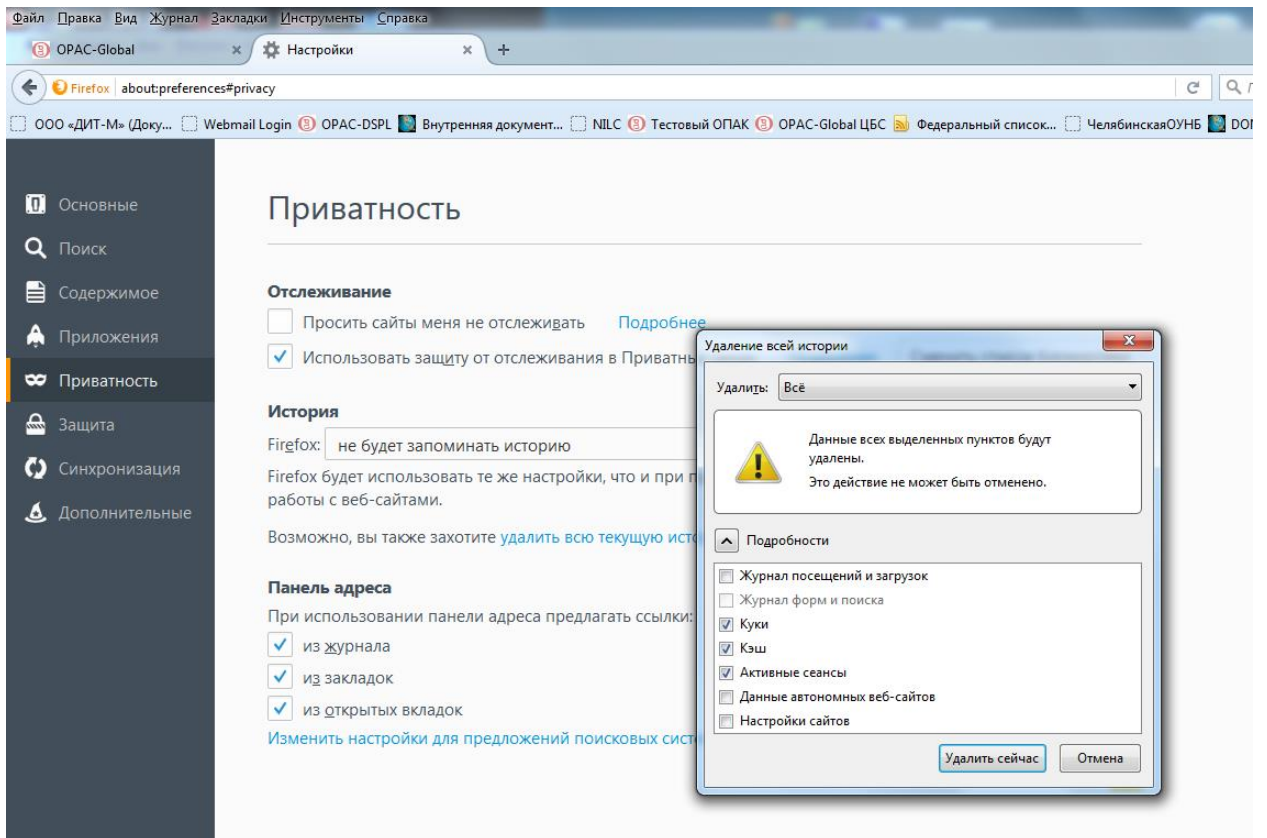 Файл Правка Вид Журнал Закладки Инструменты Справка
OPAC-Global Настройки
Firefox about:preferences#privacy
ООО «ДИТ-М» (Доку... Webmail Login OPAC-DSPL Внутренняя документ... NILC Тестовый ОПАК OPAC-Global ЦБС Федеральный список... ЧелябинскаяОУНБ
Основные
Поиск
Содержимое
Приложения
Приватность
Защита
Синхронизация
Дополнительные
Приватность
Отслеживание
Просить сайты меня не отслеживать Подробнее
Использовать защиту от отслеживания в
История
Firefox: не будет запоминать историю
Firefox будет использовать те же настройки, что и при
работы с веб-сайтами.
Возможно, вы также захотите удалить всю текущую
Панель адреса
При использовании панели адреса предлагать ссылки:
из журнала
из закладок
из открытых вкладок
Изменить настройки для предложений поисковых
Удаление всей истории
Удалить: Всё
Данные всех выделенных пунктов будут
удалены.
Это действие не может быть отменено.
Подробности
Журнал посещений и загрузок
Журнал форм и поиска
Куки
Кэш
Активные сеансы
Данные автономных веб-сайтов
Настройки сайтов
Удалить сейчас Отмена